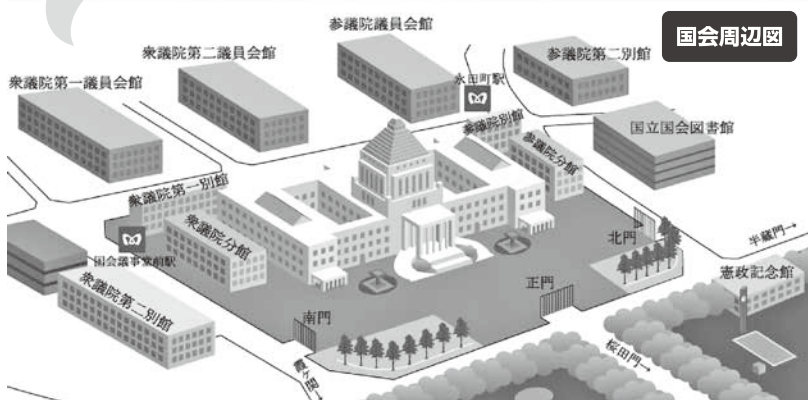 国会周辺図
参議院議員会館
衆議院第二議員会館
参議院第二別館
衆議院第一議員会館
永田町駅
参議院別館
国立国会図書館
参議院分館
衆議院第一別館
衆議院分館
北門
半蔵門→
国会議事堂前駅
憲政記念館
衆議院第二別館
正門
南門
桜田門→
霞ヶ関→